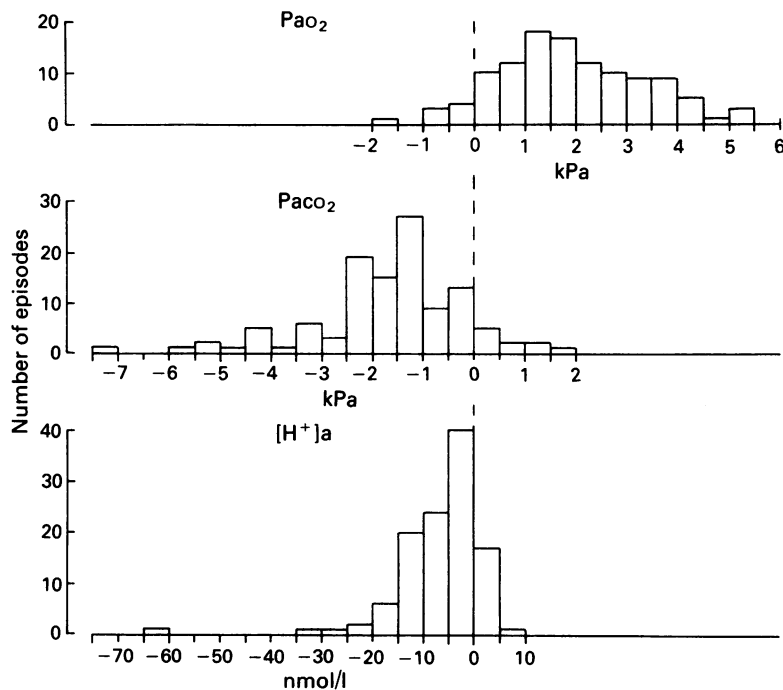 Number of episodes
Pao₂
20
10
0
−2 −1 0 1 2 3 4 5 6
kPa
Paco₂
30
20
10
0
−7 −6 −5 −4 −3 −2 −1 0 1 2
kPa
[H⁺]a
40
30
20
10
0
−70 −60 −50 −40 −30 −20 −10 0 10
nmol/l